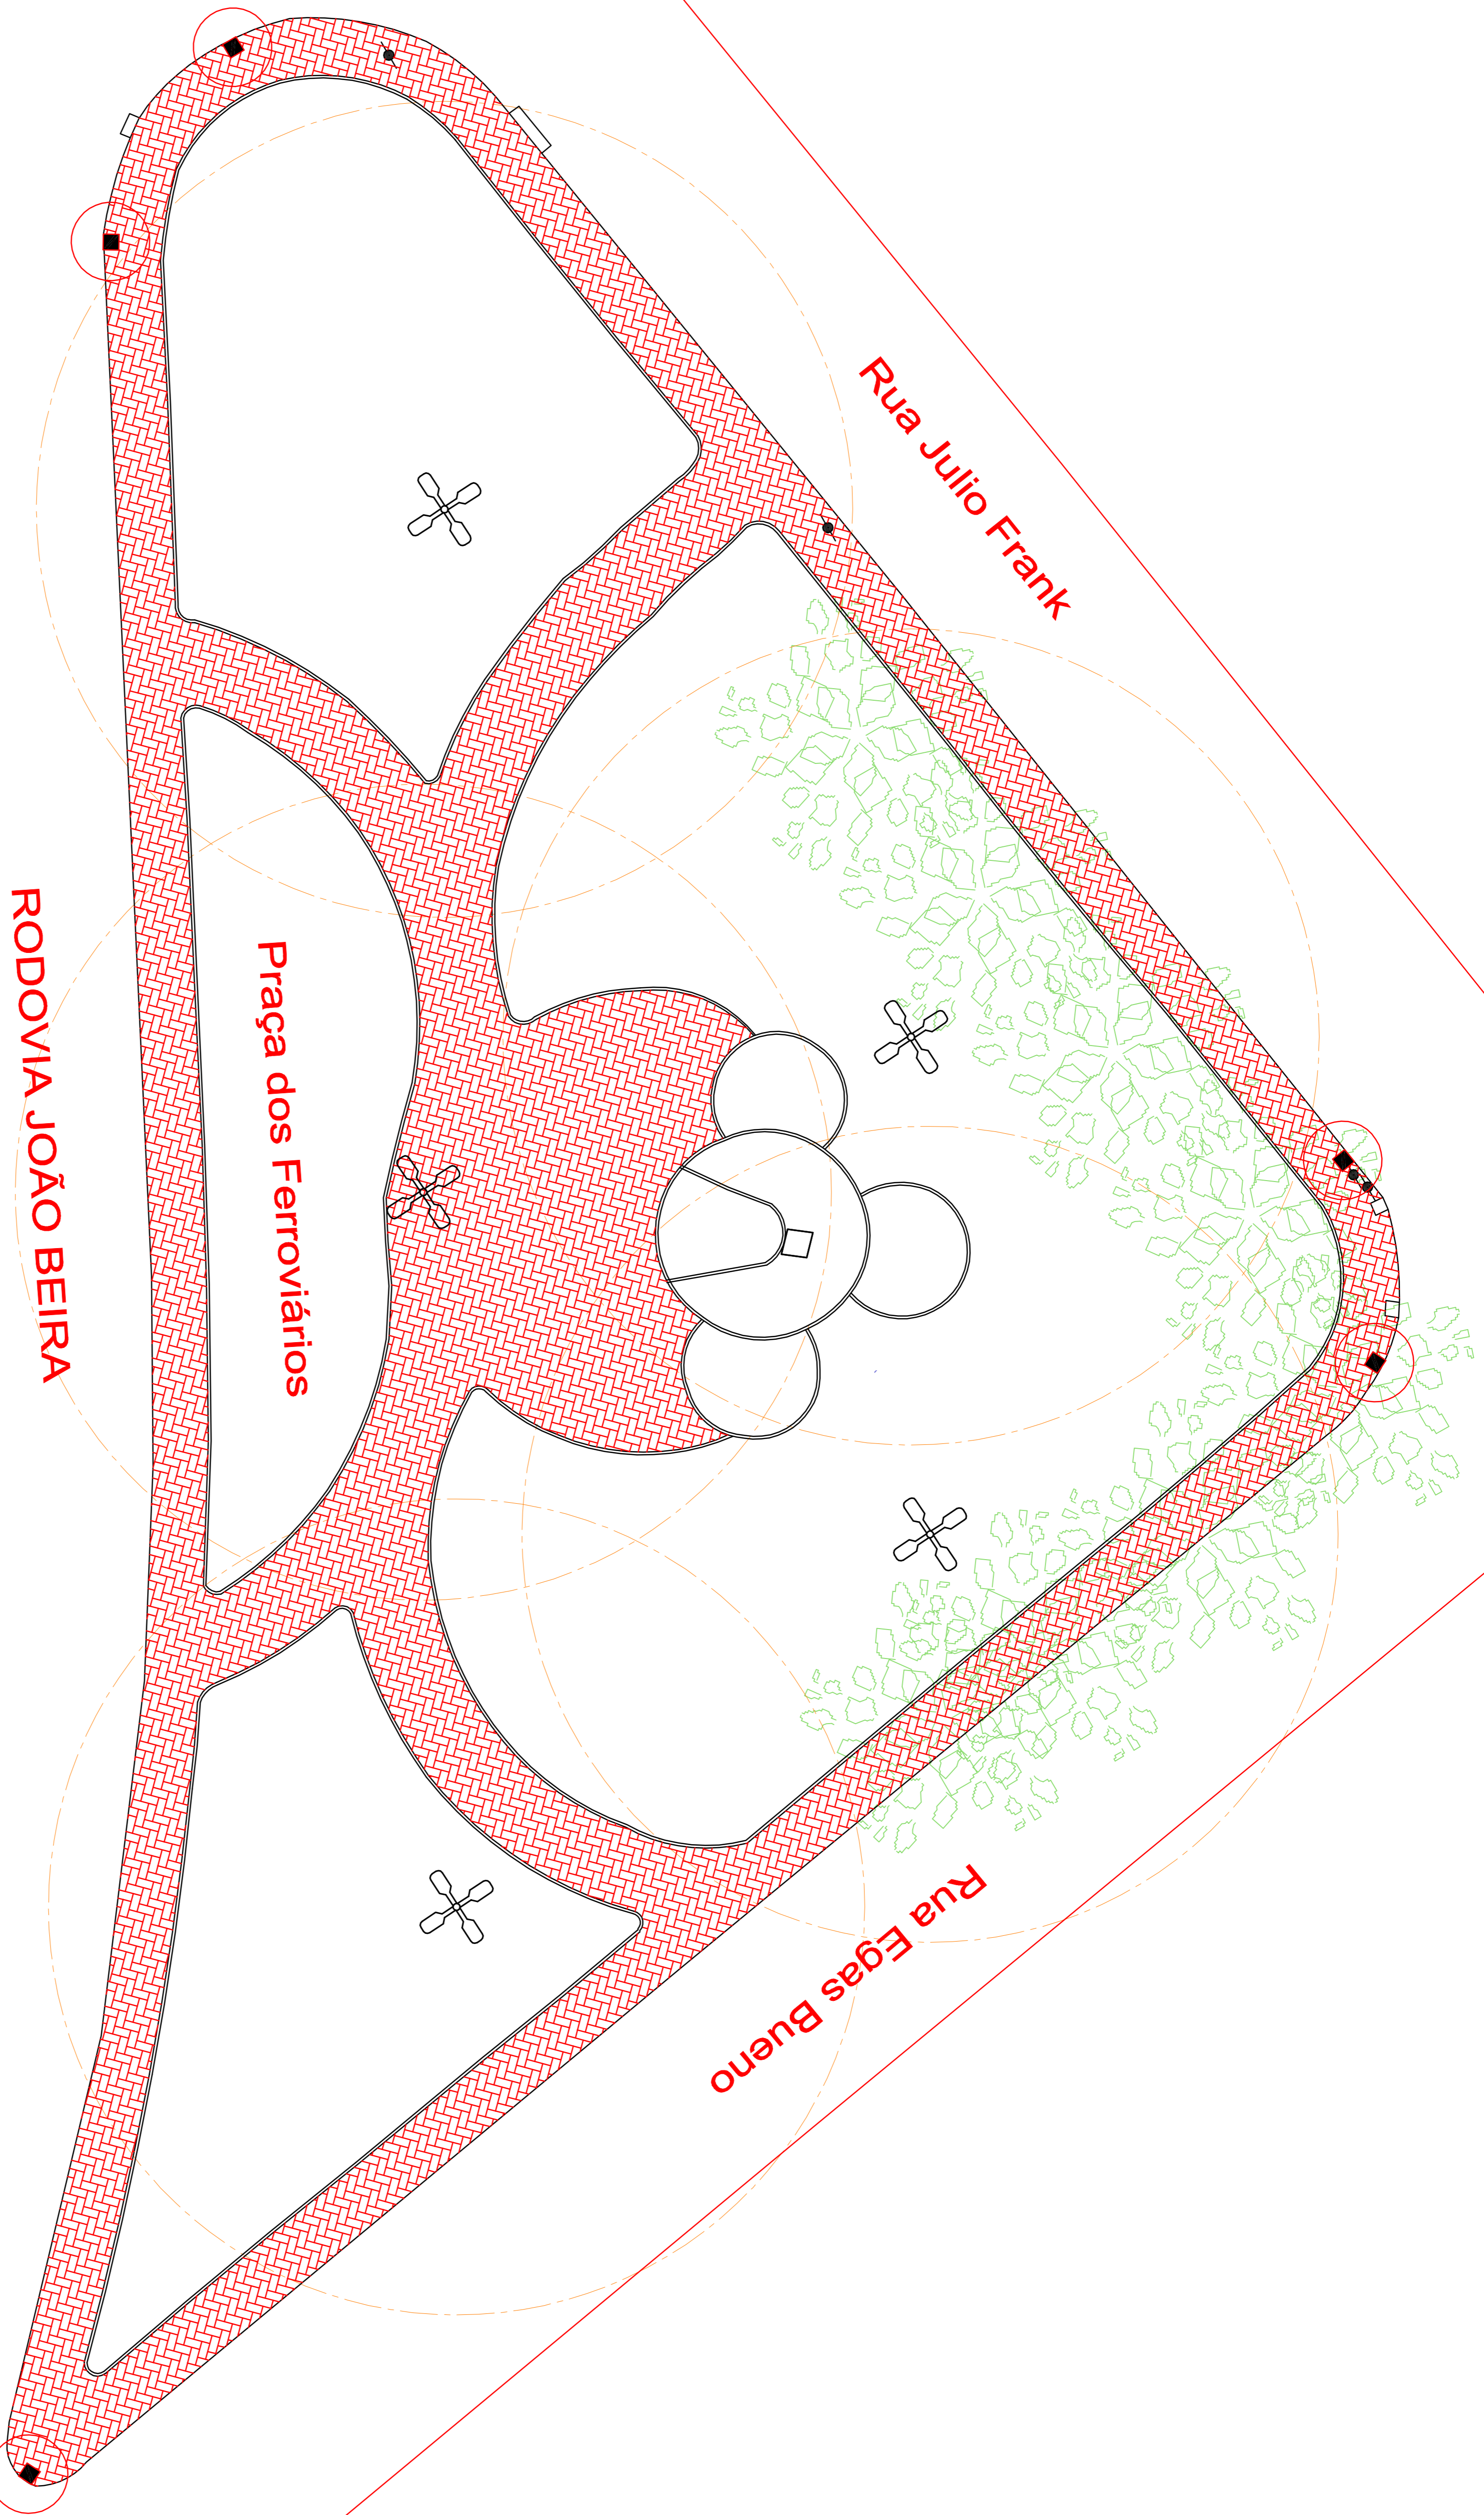 Rua Julio Frank
RODOVIA JOÃO BEIRA
Praça dos Ferroviários
Rua Egas Bueno